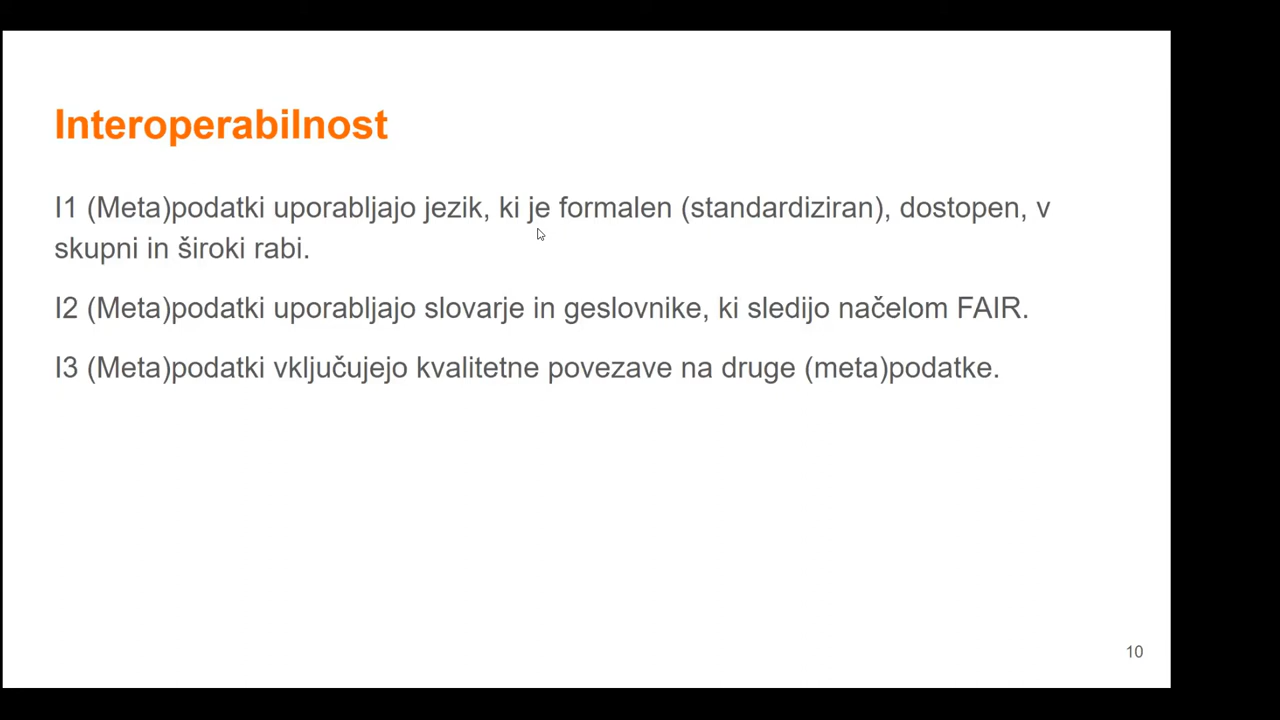 Interoperabilnost
I1 (Meta)podatki uporabljajo jezik, ki je formalen (standardiziran), dostopen, v
skupni in široki rabi.
I2 (Meta)podatki uporabljajo slovarje in geslovnike, ki sledijo načelom FAIR.
I3 (Meta)podatki vključujejo kvalitetne povezave na druge (meta)podatke.
10